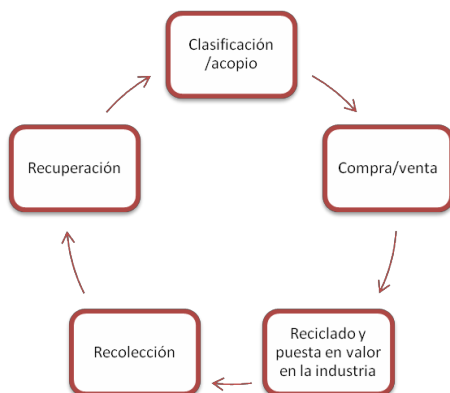 Clasificación
/acopio
Recuperación
Compra/venta
Recolección
Reciclado y
puesta en valor
en la industria